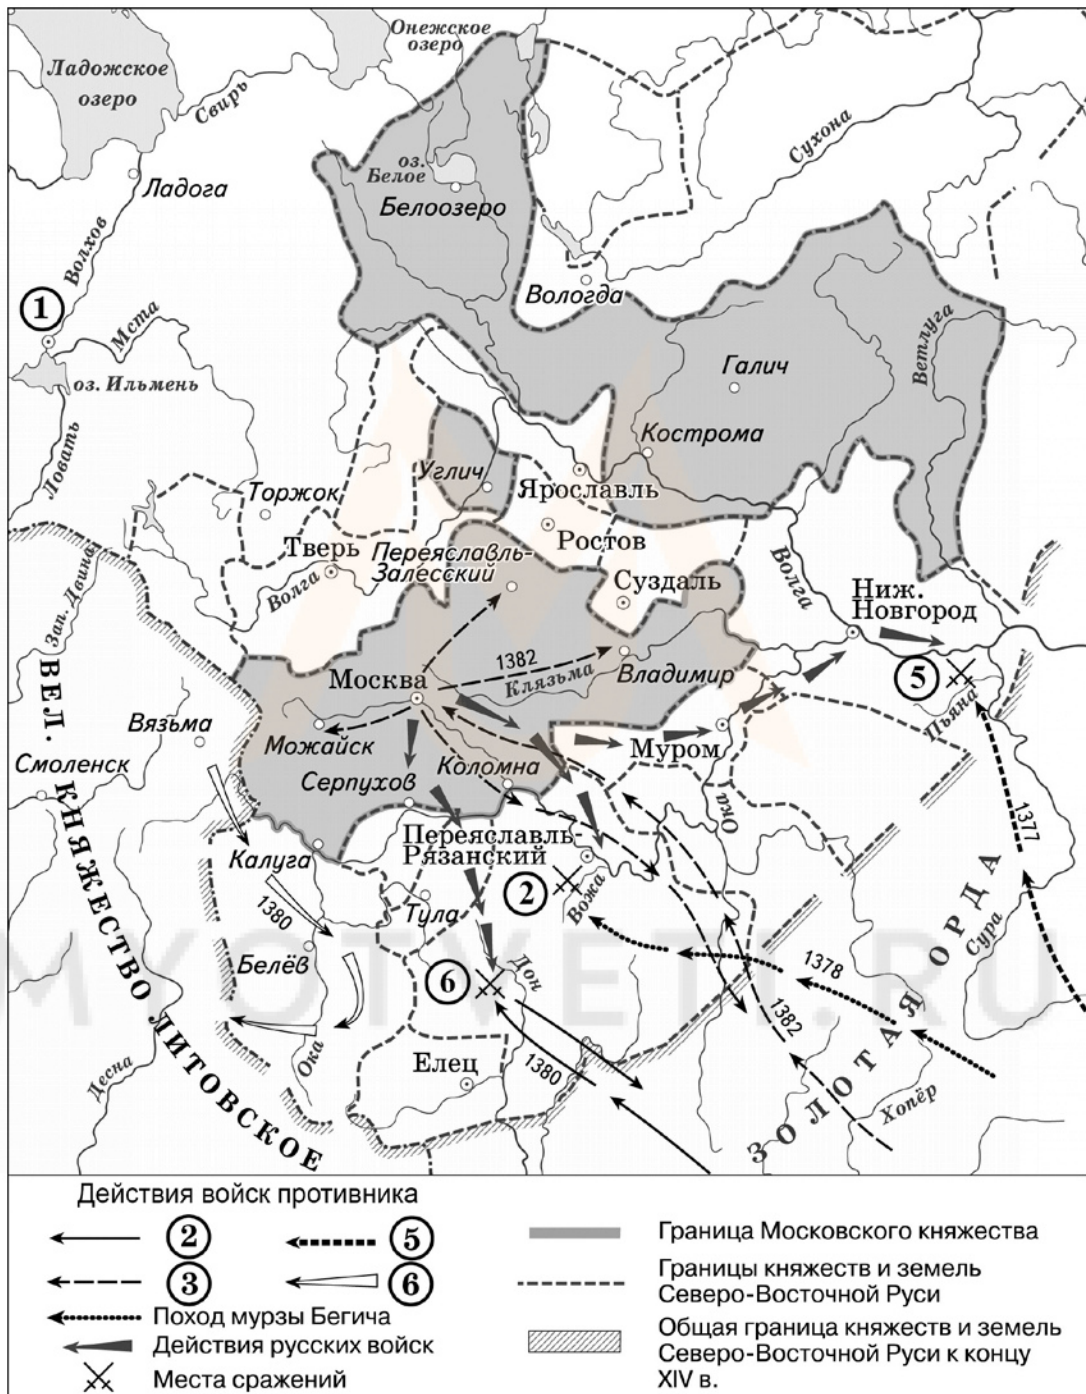 Онежское
озеро
Ладожское
озеро
Свирь
Сухона
оз.
Белое
Ладога
Белоозеро
Волхов
Вологда
1
Мста
Ветлуга
оз. Ильмень
Галич
Ловать
Кострома
Углич
Ярославль
Торжок
Ростов
Тверь
Переяславль-
Залесский
Зап. Двина
Волга
Суздаль
Волга
Ниж.
Новгород
1382
Клязьма
Владимир
5
Москва
Пьяна
Вязьма
Можайск
Муром
Смоленск
Серпухов
Коломна
Ока
1377
Переяславль-
Рязанский
Калуга
2
Вожа
Тула
1380
Сура
Белёв
6
Дон
1378
MYOTVETI.RU
1382
Ока
Елец
1380
Десна
Хопёр
ВЕЛ. КНЯЖЕСТВО ЛИТОВСКОЕ
ЗОЛОТАЯ ОРДА
Действия войск противника
2
5
3
6
Поход мурзы Бегича
Действия русских войск
Места сражений
Граница Московского княжества
Границы княжеств и земель
Северо-Восточной Руси
Общая граница княжеств и земель
Северо-Восточной Руси к концу
XIV в.